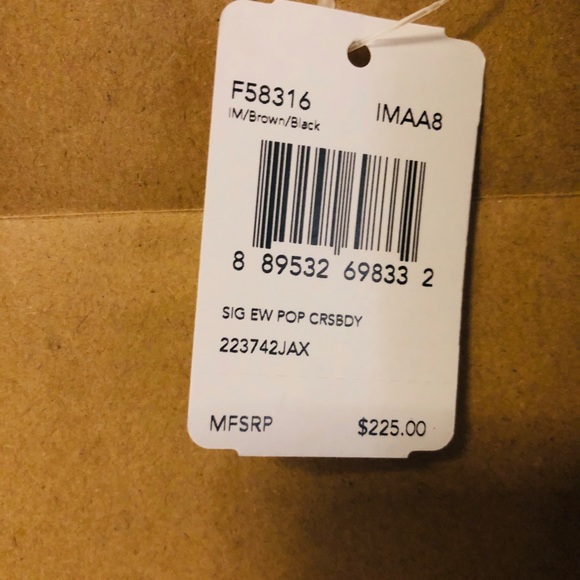 F58316 IMAA8
IM/Brown/Black
8 89532 69833 2
SIG EW POP CRSBDY
223742JAX
MFSRP $225.00